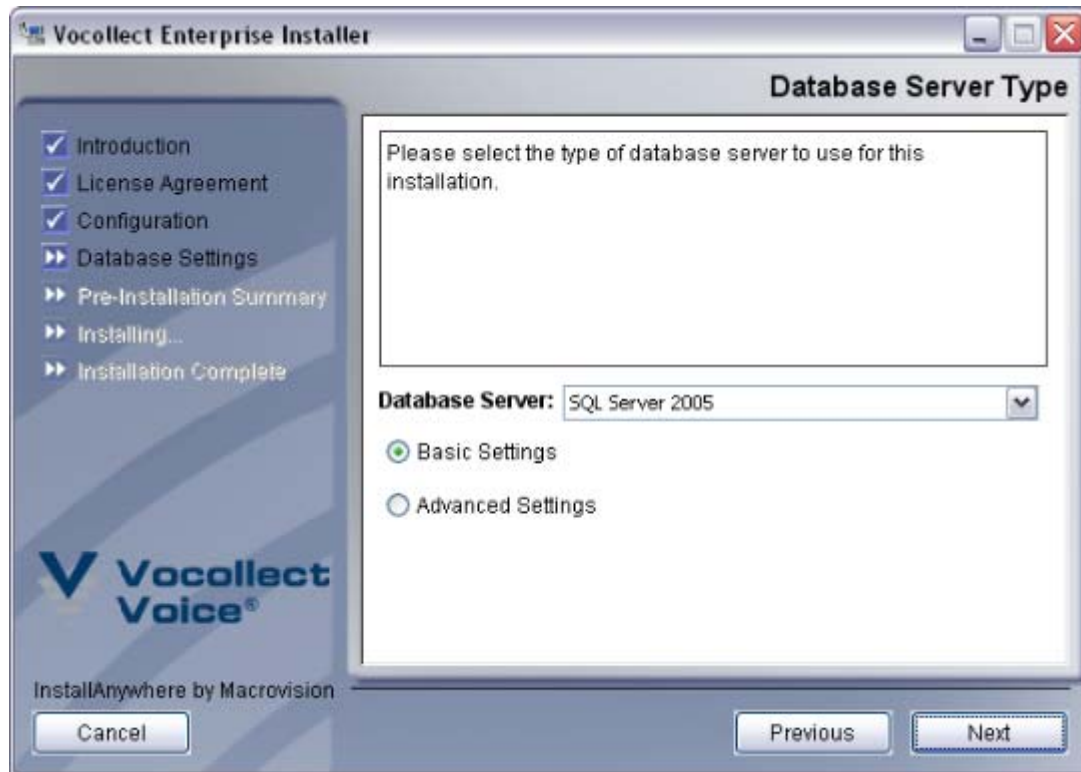 Vocollect Enterprise Installer
Database Server Type
Introduction
License Agreement
Configuration
Database Settings
Pre-Installation Summary
Installing...
Installation Complete
Please select the type of database server to use for this
installation.
Database Server: SQL Server 2005
Basic Settings
Advanced Settings
Vocollect
Voice®
InstallAnywhere by Macrovision
Cancel
Previous
Next